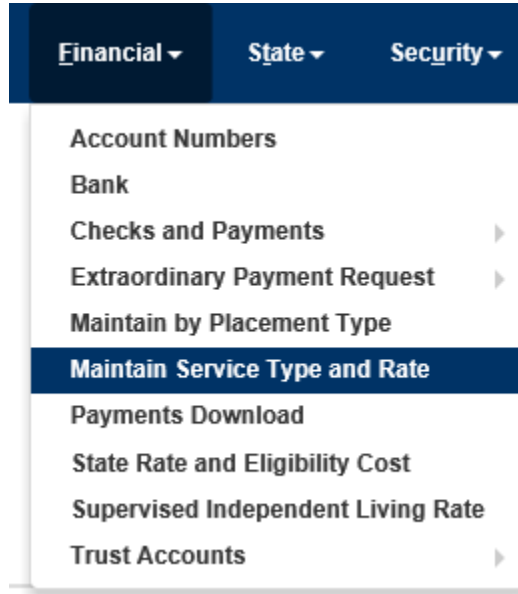 Financial State Security
Account Numbers
Bank
Checks and Payments
Extraordinary Payment Request
Maintain by Placement Type
Maintain Service Type and Rate
Payments Download
State Rate and Eligibility Cost
Supervised Independent Living Rate
Trust Accounts